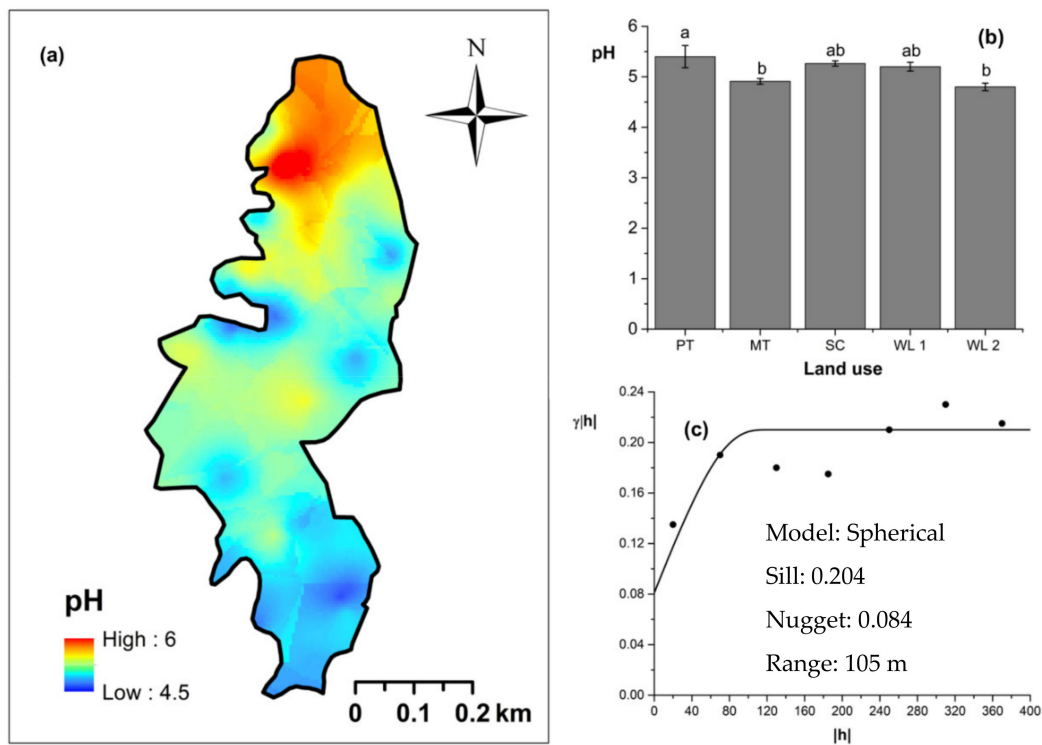 (a)
N
pH
High : 6
Low : 4.5
0 0.1 0.2 km
(b)
pH
6
5
4
3
2
1
0
a
b
ab
ab
b
PT MT SC WL 1 WL 2
Land use
(c)
γ|h|
0.24
0.20
0.16
0.12
0.08
0.04
0.00
Model: Spherical
Sill: 0.204
Nugget: 0.084
Range: 105 m
0 40 80 120 160 200 240 280 320 360 400
|h|